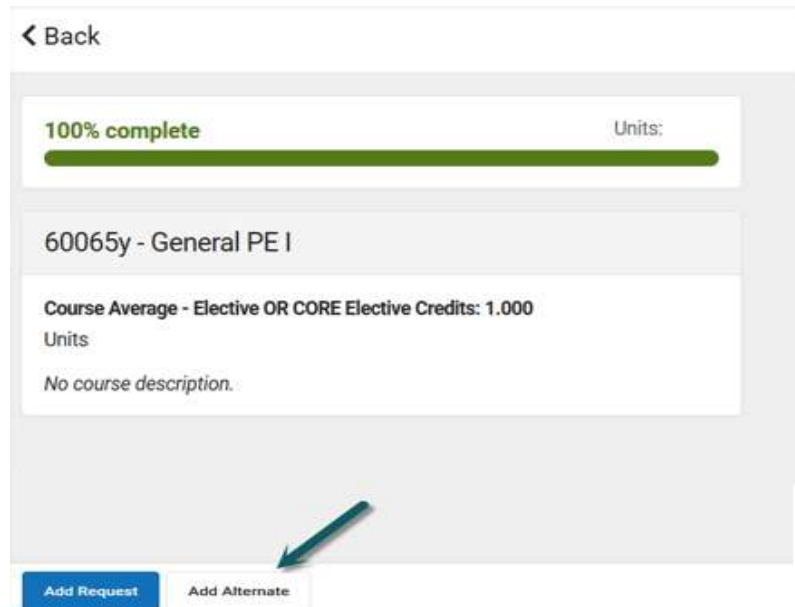 Back
100% complete Units:
60065y - General PE I
Course Average - Elective OR CORE Elective Credits: 1.000
Units
No course description.
Add Request Add Alternate